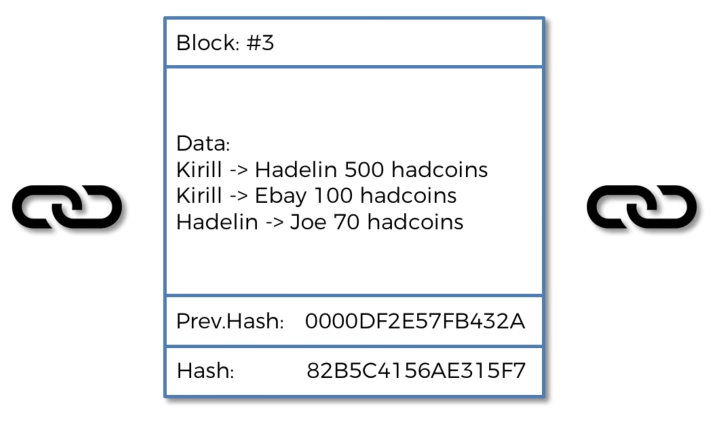 Block: #3
Data:
Kirill -> Hadelin 500 hadcoins
Kirill -> Ebay 100 hadcoins
Hadelin -> Joe 70 hadcoins
Prev.Hash: 0000DF2E57FB432A
Hash: 82B5C4156AE315F7